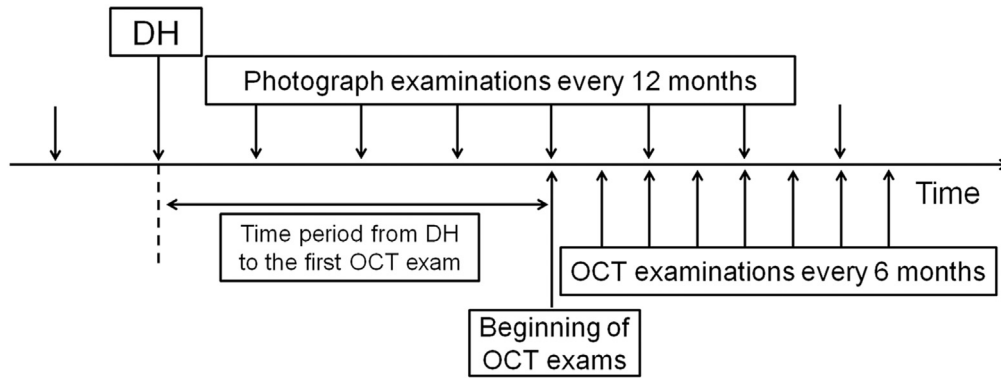 DH
Photograph examinations every 12 months
Time
Time period from DH
to the first OCT exam
OCT examinations every 6 months
Beginning of
OCT exams